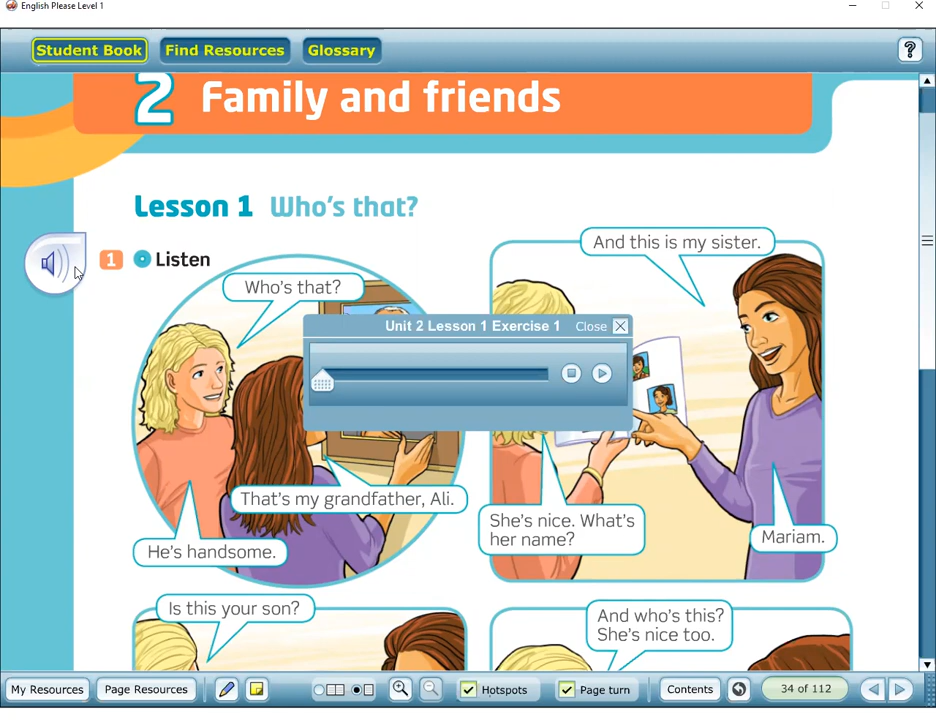 English Please Level 1
Student Book
Find Resources
Glossary
?
2 Family and friends
Lesson 1 Who's that?
1 Listen
Who's that?
And this is my sister.
Unit 2 Lesson 1 Exercise 1
Close
That's my grandfather, Ali.
He's handsome.
She's nice. What's
her name?
Mariam.
Is this your son?
And who's this?
She's nice too.
My Resources
Page Resources
Hotspots
Page turn
Contents
34 of 112